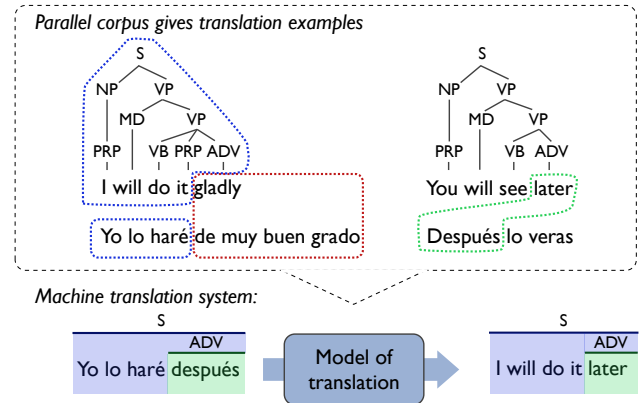 Parallel corpus gives translation examples
S S
NP VP NP VP
MD VP MD VP
PRP VB PRP ADV PRP VB ADV
I will do it gladly You will see later
Yo lo haré de muy buen grado Después lo veras
Machine translation system:
S S
ADV ADV
Yo lo haré después Model of translation I will do it later